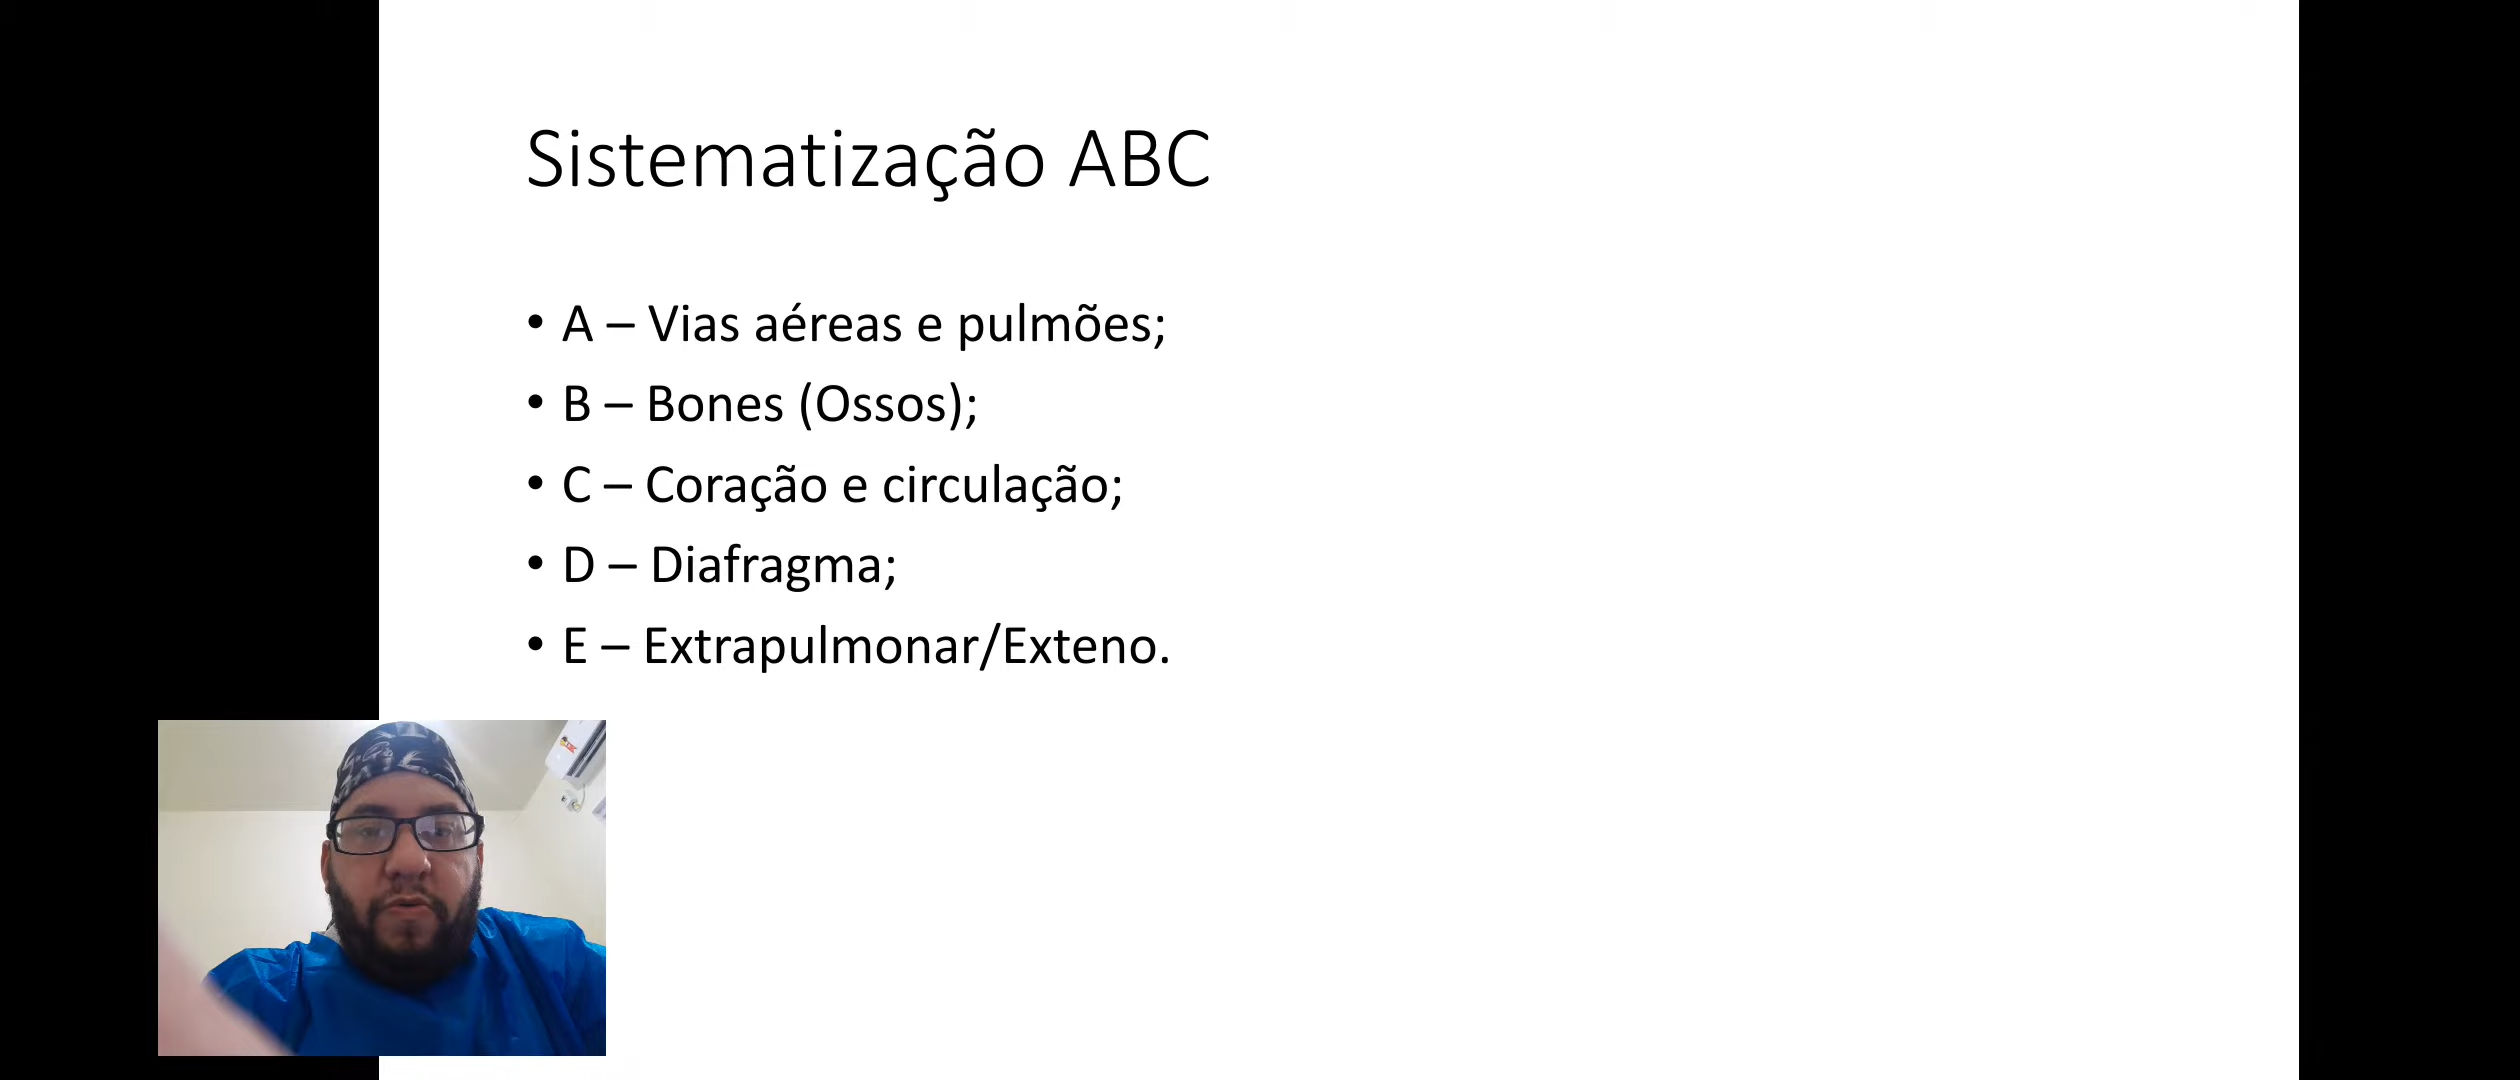 Sistematização ABC
• A – Vias aéreas e pulmões;
• B – Bones (Ossos);
• C – Coração e circulação;
• D – Diafragma;
• E – Extrapulmonar/Exteno.